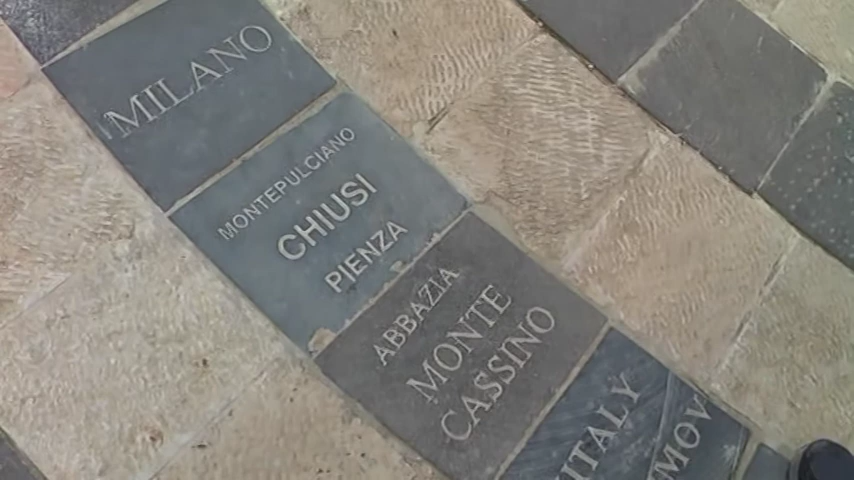 MILANO
MONTEPULCIANO
CHIUSI
PIENZA
ABBAZIA
MONTE
CASSINO
ITALY